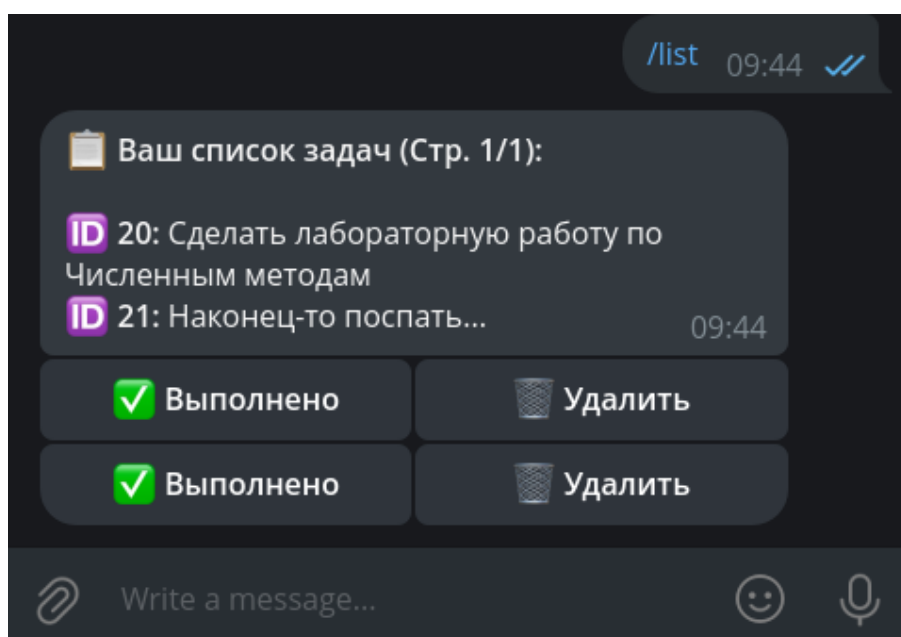 /list 09:44
📋 Ваш список задач (Стр. 1/1):
🆔 20: Сделать лабораторную работу по
Численным методам
🆔 21: Наконец-то поспать...
09:44
✅ Выполнено 🗑️ Удалить
✅ Выполнено 🗑️ Удалить
Write a message...